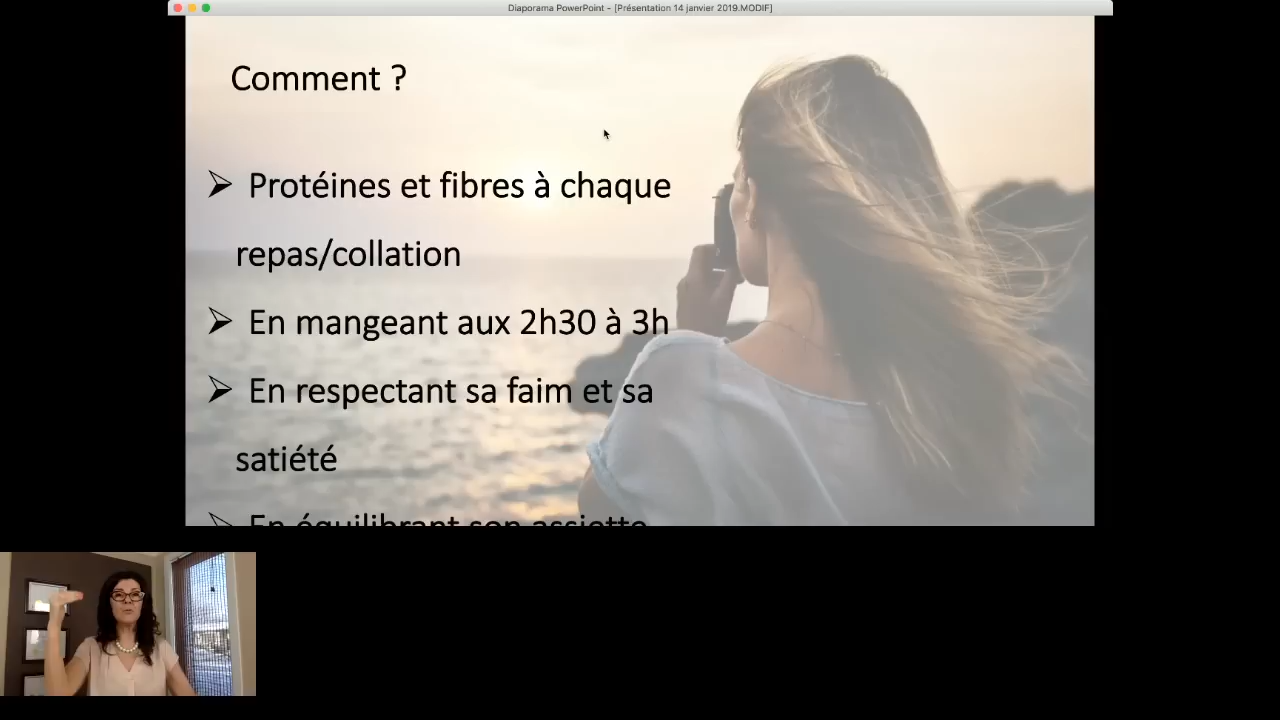 Diaporama PowerPoint - [Présentation 14 janvier 2019.MODIF]
Comment ?
➢ Protéines et fibres à chaque
repas/collation
➢ En mangeant aux 2h30 à 3h
➢ En respectant sa faim et sa
satiété
➢ En équilibrant son assiette